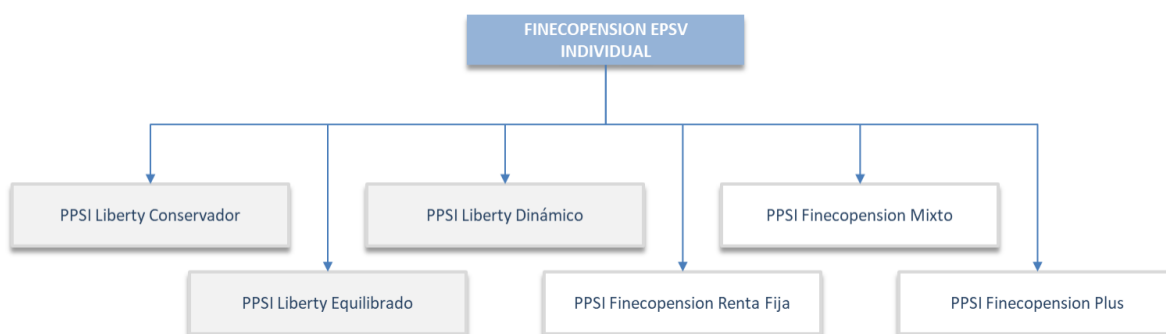 FINECOPENSION EPSV
INDIVIDUAL
PPSI Liberty Conservador
PPSI Liberty Dinámico
PPSI Finecopension Mixto
PPSI Liberty Equilibrado
PPSI Finecopension Renta Fija
PPSI Finecopension Plus